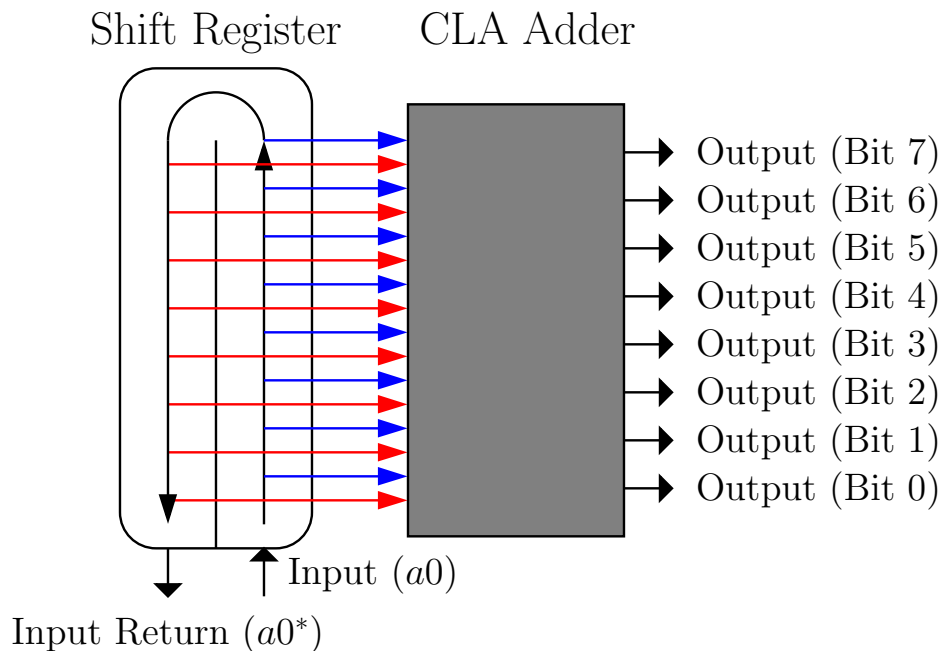 Shift Register
CLA Adder
Output (Bit 7)
Output (Bit 6)
Output (Bit 5)
Output (Bit 4)
Output (Bit 3)
Output (Bit 2)
Output (Bit 1)
Output (Bit 0)
Input (a0)
Input Return (a0*)